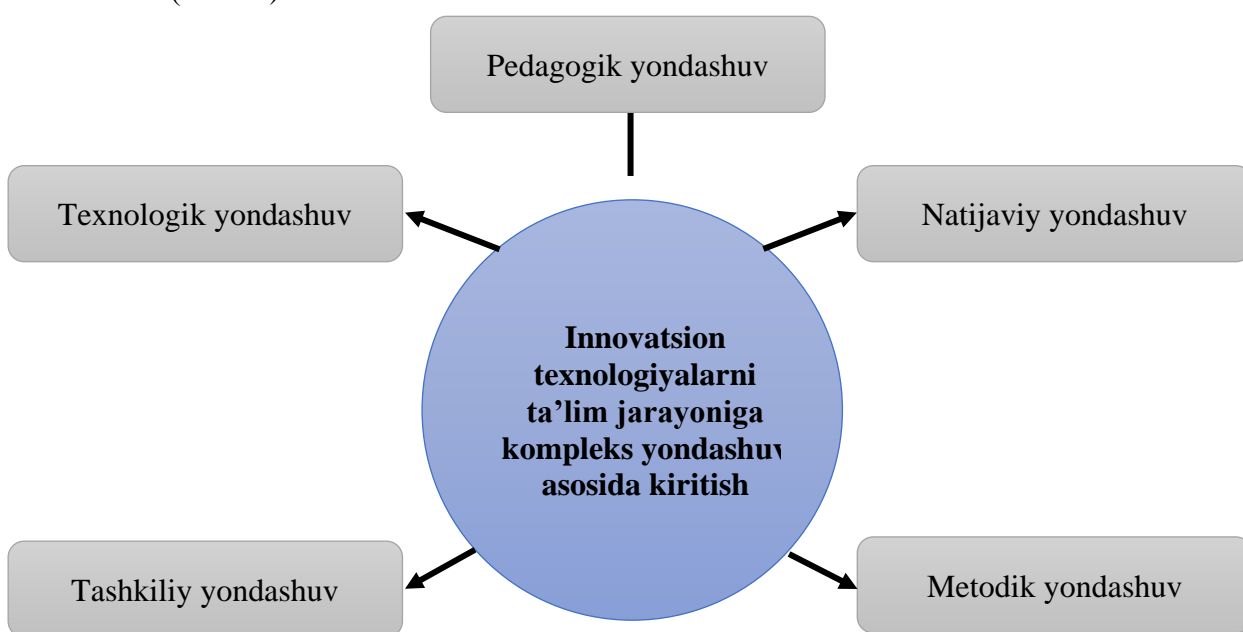 Pedagogik yondashuv
Texnologik yondashuv
Natijaviy yondashuv
Innovatsion
texnologiyalarni
ta’lim jarayoniga
kompleks yondashuv
asosida kiritish
Tashkiliy yondashuv
Metodik yondashuv